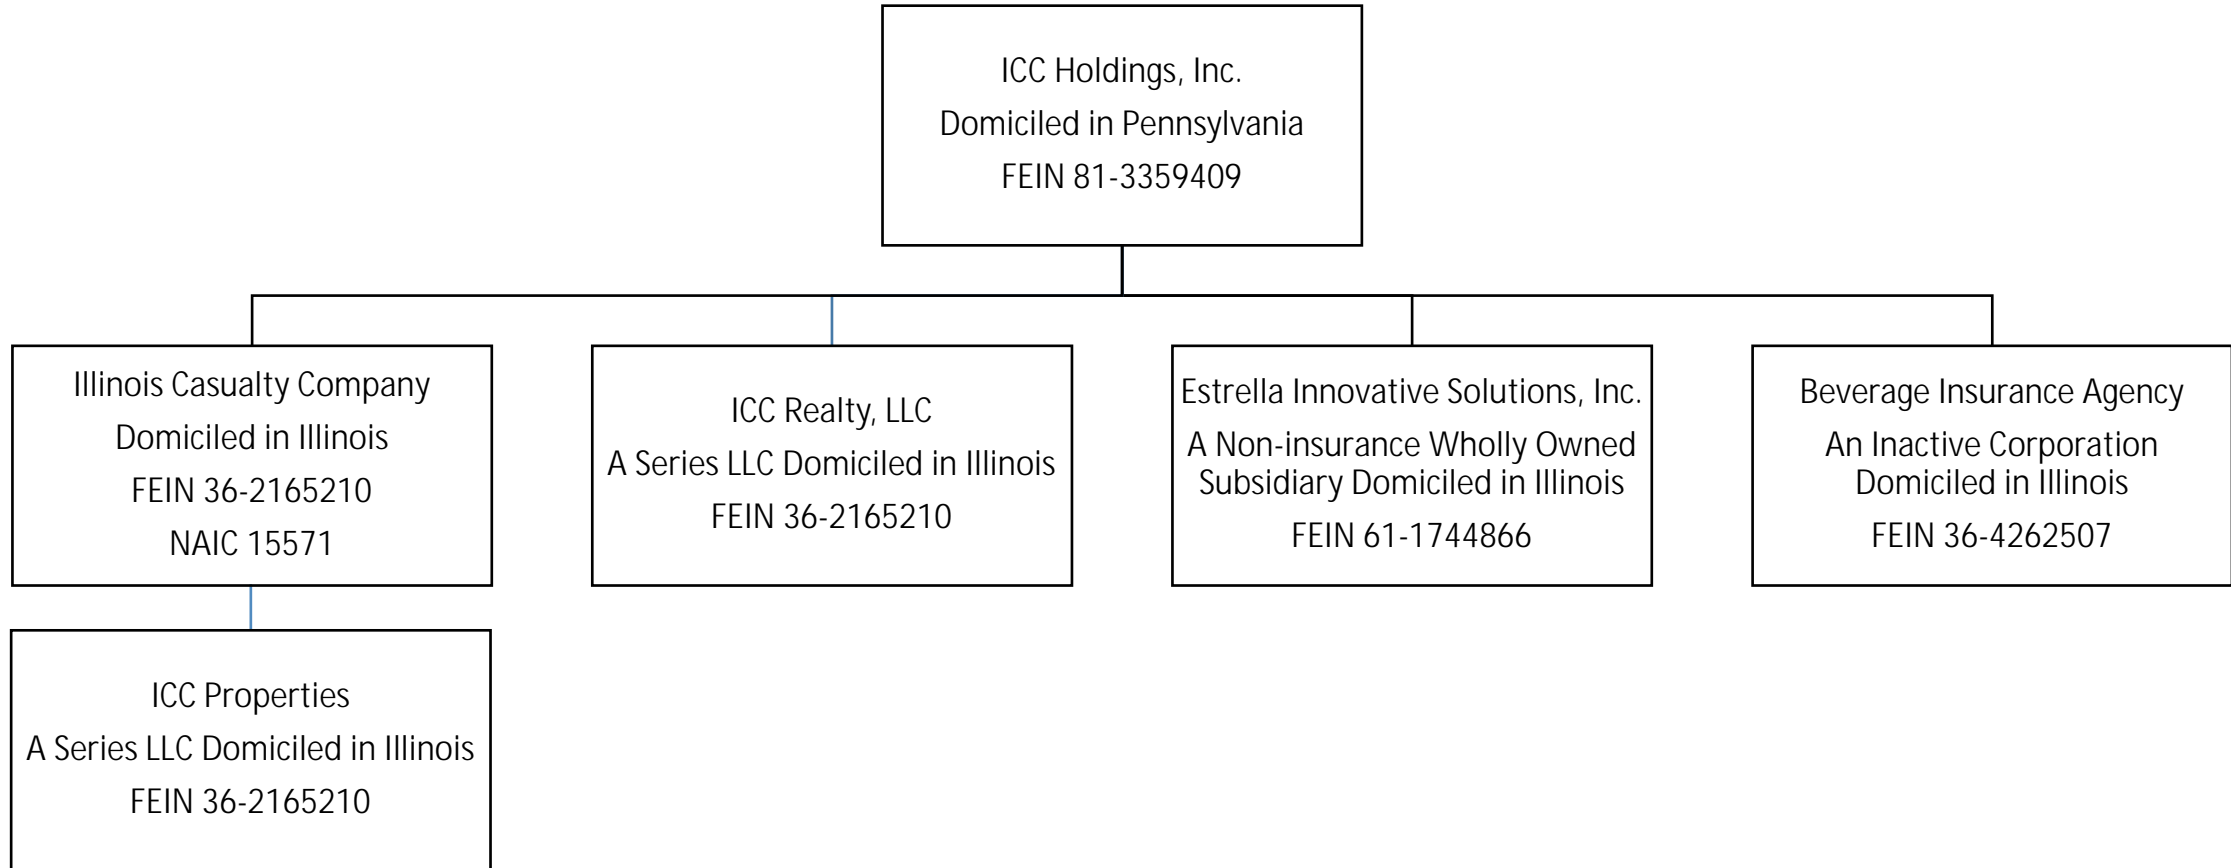 ICC Holdings, Inc.
Domiciled in Pennsylvania
FEIN 81-3359409
Illinois Casualty Company
Domiciled in Illinois
FEIN 36-2165210
NAIC 15571
ICC Realty, LLC
A Series LLC Domiciled in Illinois
FEIN 36-2165210
Estrella Innovative Solutions, Inc.
A Non-insurance Wholly Owned
Subsidiary Domiciled in Illinois
FEIN 61-1744866
Beverage Insurance Agency
An Inactive Corporation
Domiciled in Illinois
FEIN 36-4262507
ICC Properties
A Series LLC Domiciled in Illinois
FEIN 36-2165210